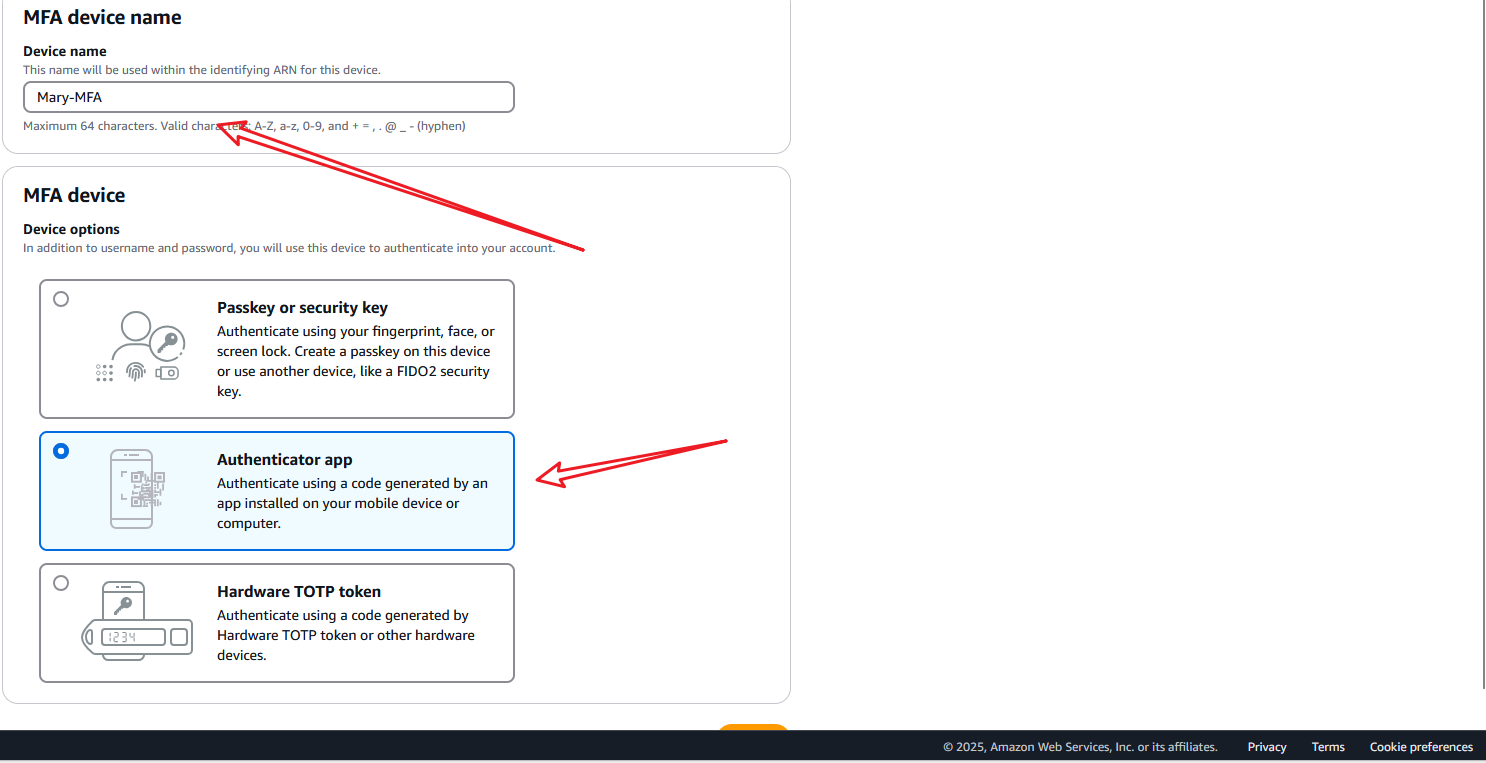 MFA device name
Device name
This name will be used within the identifying ARN for this device.
Mary-MFA
Maximum 64 characters. Valid characters: A-Z, a-z, 0-9, and + = , . @ _ - (hyphen)
MFA device
Device options
In addition to username and password, you will use this device to authenticate into your account.
Passkey or security key
Authenticate using your fingerprint, face, or
screen lock. Create a passkey on this device
or use another device, like a FIDO2 security
key.
Authenticator app
Authenticate using a code generated by an
app installed on your mobile device or
computer.
Hardware TOTP token
1234
Authenticate using a code generated by
Hardware TOTP token or other hardware
devices.
© 2025, Amazon Web Services, Inc. or its affiliates. Privacy Terms Cookie preferences